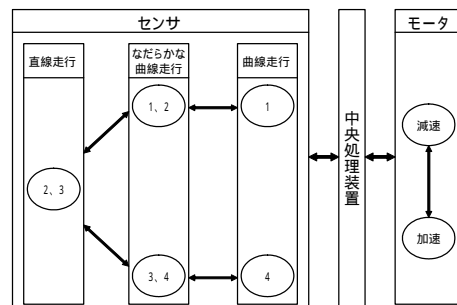 センサ
モータ
直線走行
なだらかな
曲線走行
曲線走行
1、2
1
2、3
3、4
4
中央処理装置
減速
加速